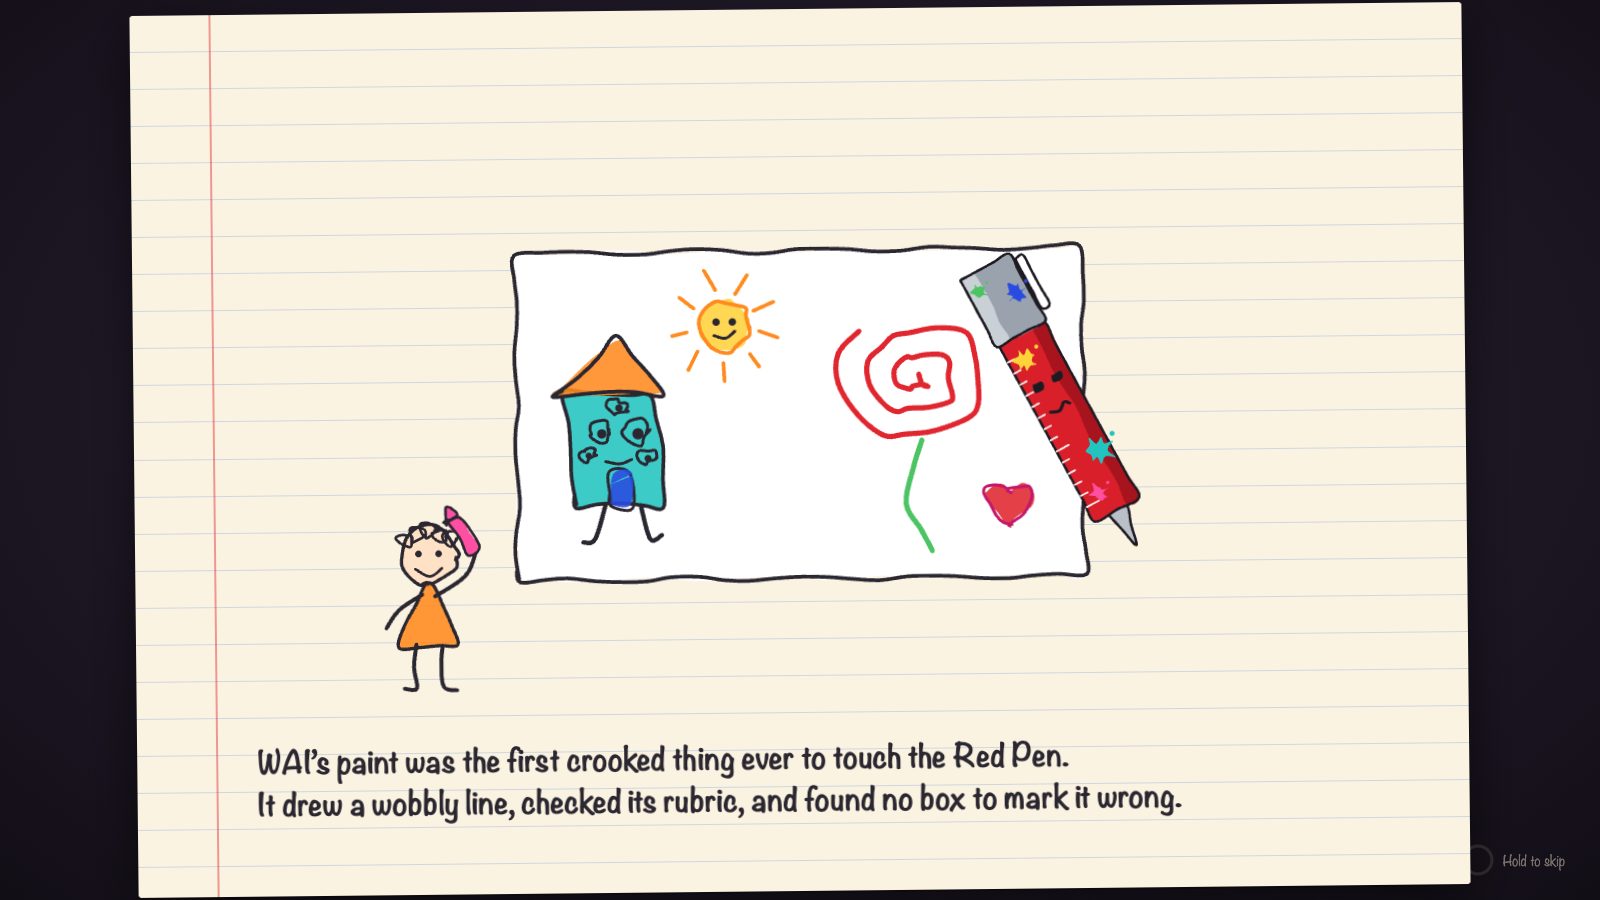 WAI's paint was the first crooked thing ever to touch the Red Pen.
It drew a wobbly line, checked its rubric, and found no box to mark it wrong.
Hold to skip